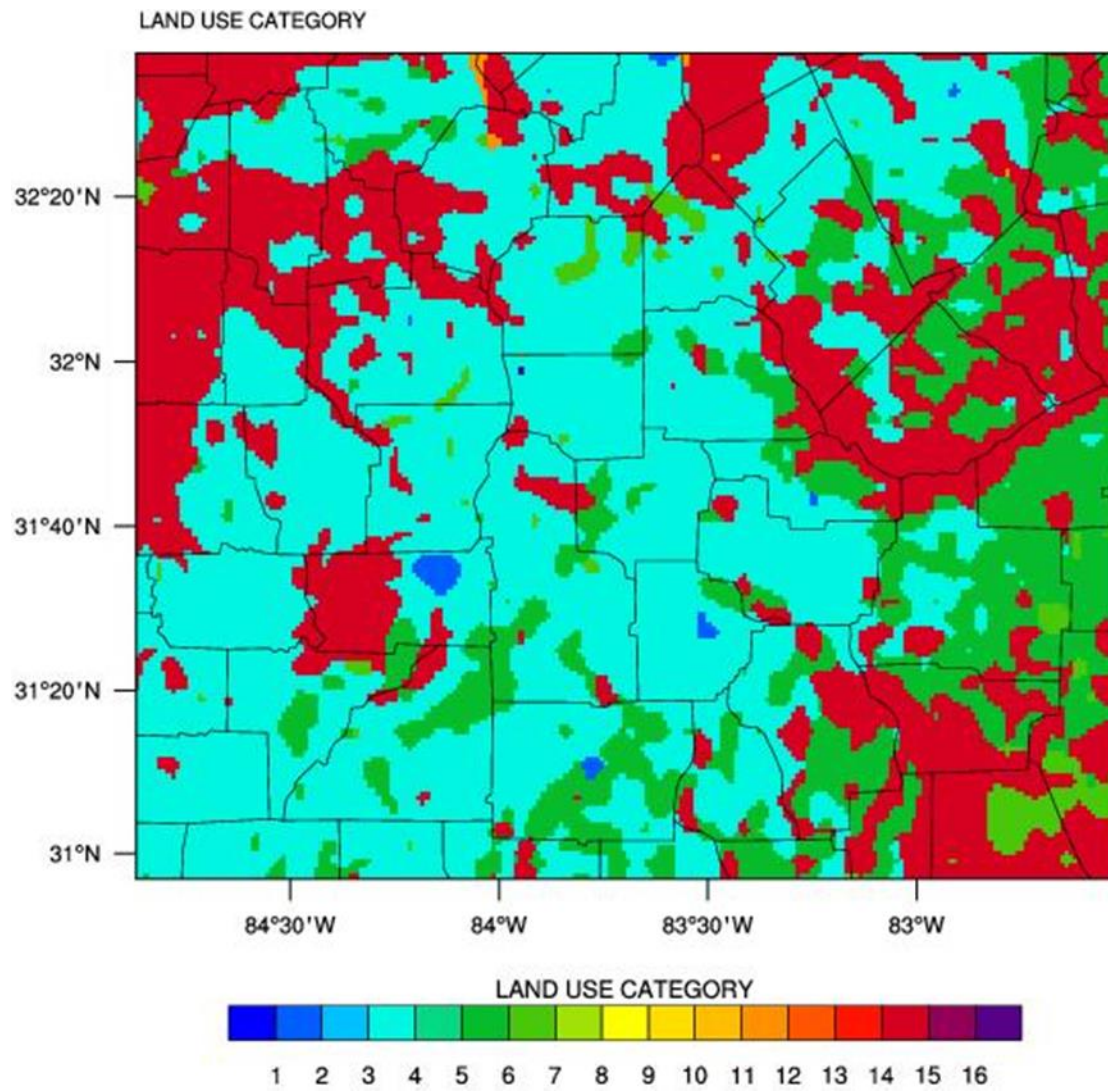 LAND USE CATEGORY
32°20'N
32°N
31°40'N
31°20'N
31°N
84°30'W 84°W 83°30'W 83°W
LAND USE CATEGORY
1 2 3 4 5 6 7 8 9 10 11 12 13 14 15 16